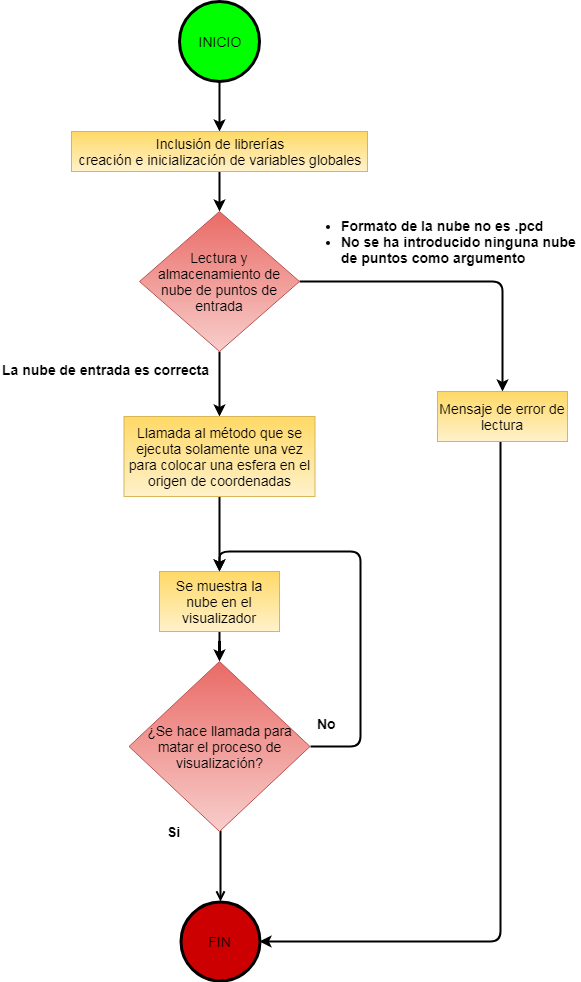 INICIO
Inclusión de librerías
creación e inicialización de variables globales
Lectura y
almacenamiento de
nube de puntos de
entrada
• Formato de la nube no es .pcd
• No se ha introducido ninguna nube
de puntos como argumento
La nube de entrada es correcta
Mensaje de error de
lectura
Llamada al método que se
ejecuta solamente una vez
para colocar una esfera en el
origen de coordenadas
Se muestra la
nube en el
visualizador
¿Se hace llamada para
matar el proceso de
visualización?
No
Si
FIN